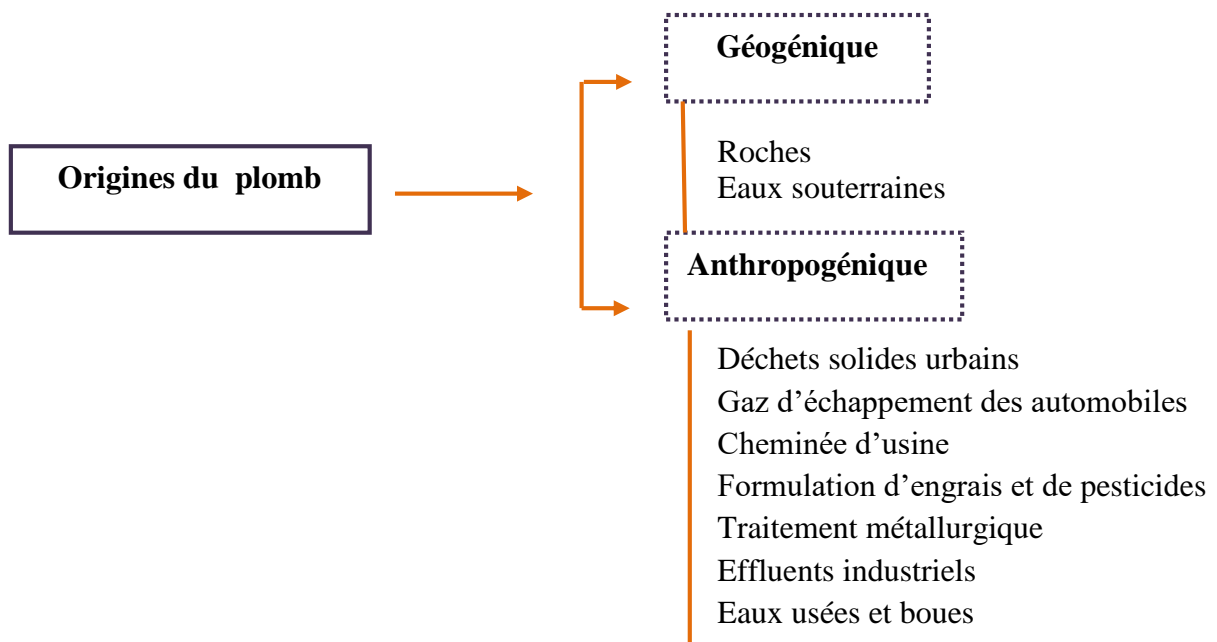 Géogénique
Origines du plomb
Roches
Eaux souterraines
Anthropogénique
Déchets solides urbains
Gaz d’échappement des automobiles
Cheminée d’usine
Formulation d’engrais et de pesticides
Traitement métallurgique
Effluents industriels
Eaux usées et boues